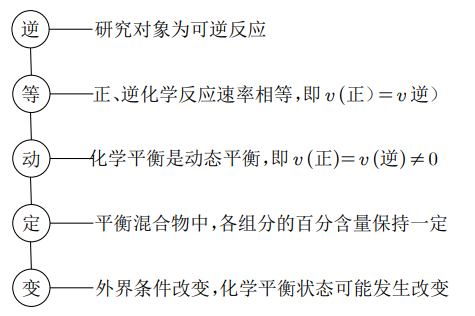 逆 研究对象为可逆反应
等 正、逆化学反应速率相等,即 v(正)=v 逆)
动 化学平衡是动态平衡,即 v(正)=v(逆)≠0
定 平衡混合物中,各组分的百分含量保持一定
变 外界条件改变,化学平衡状态可能发生改变